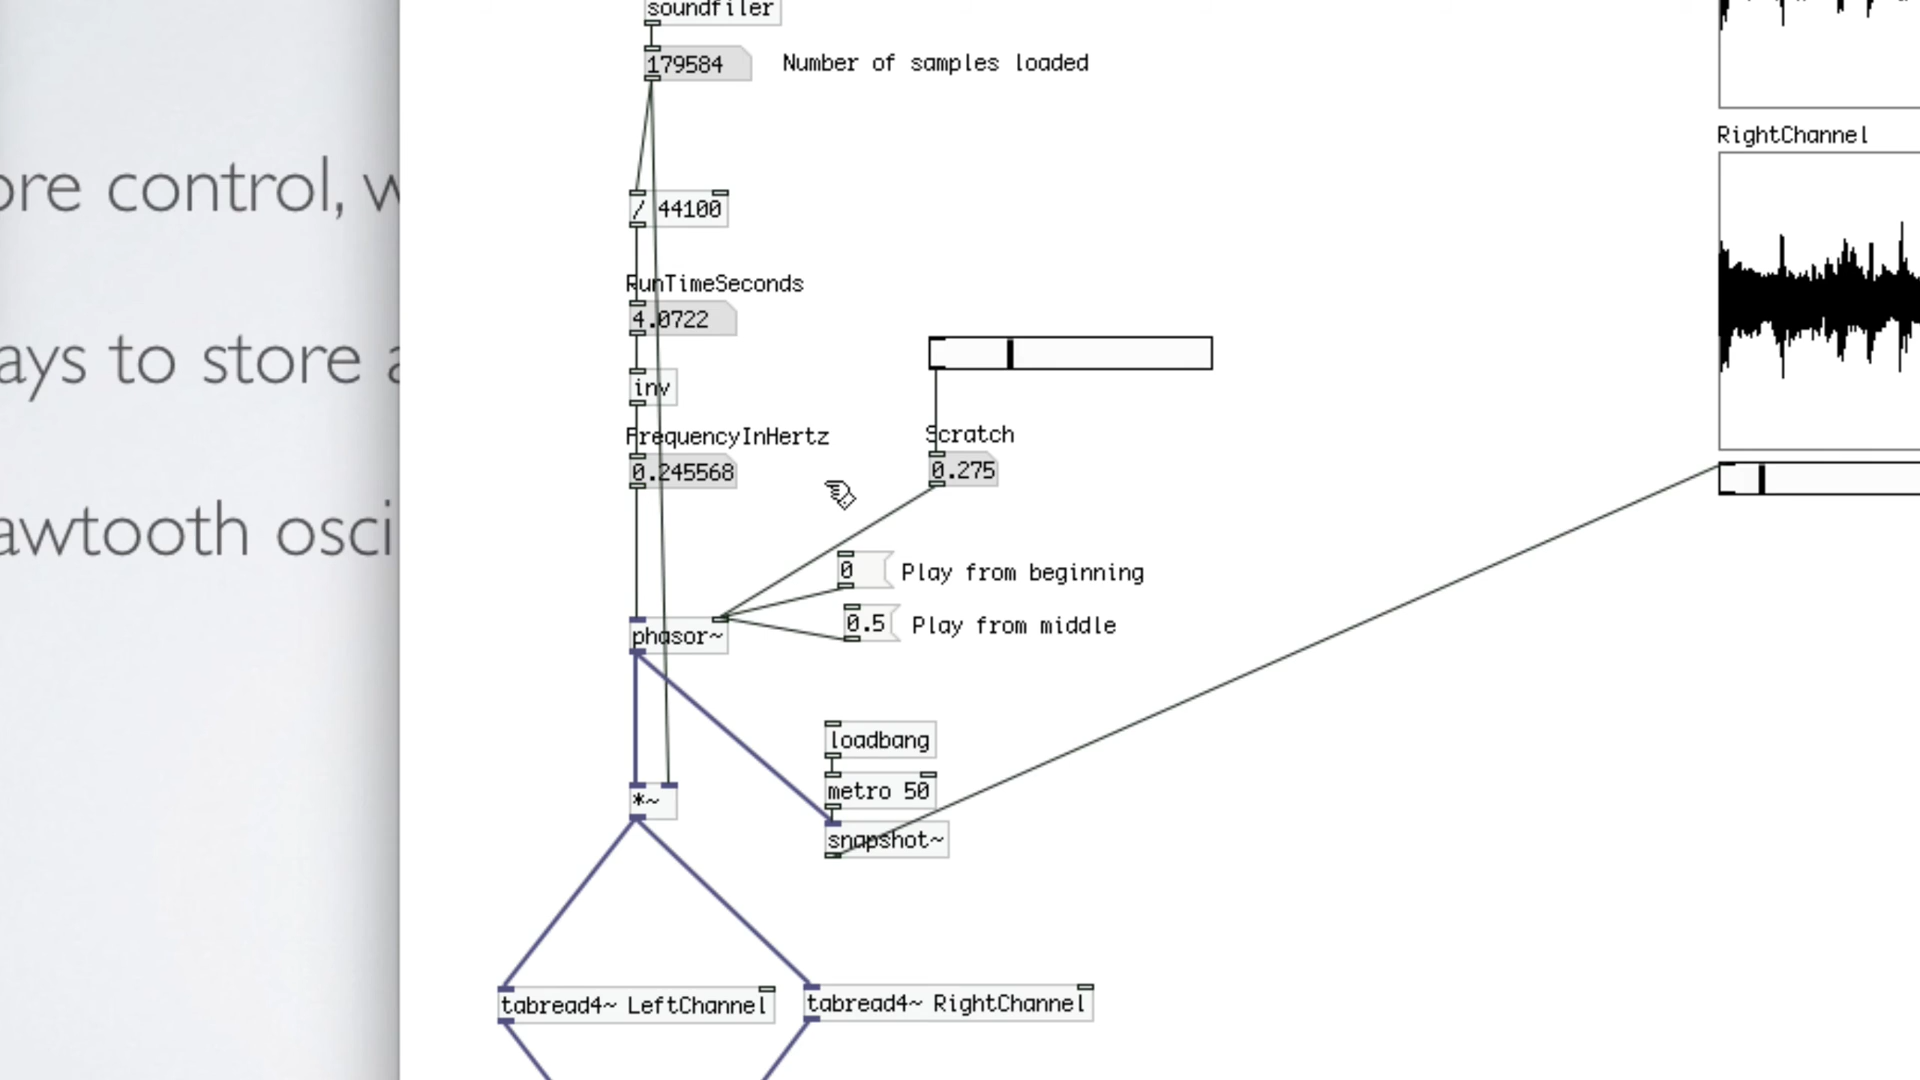 soundfiler
179584 Number of samples loaded
RightChannel
ore control, w
/ 44100
RunTimeSeconds
4.0722
ays to store a
inv
FrequencyInHertz
0.245568
Scratch
0.275
awtooth osci
0 Play from beginning
0.5 Play from middle
phasor~
loadbang
metro 50
*~
snapshot~
tabread4~ LeftChannel
tabread4~ RightChannel